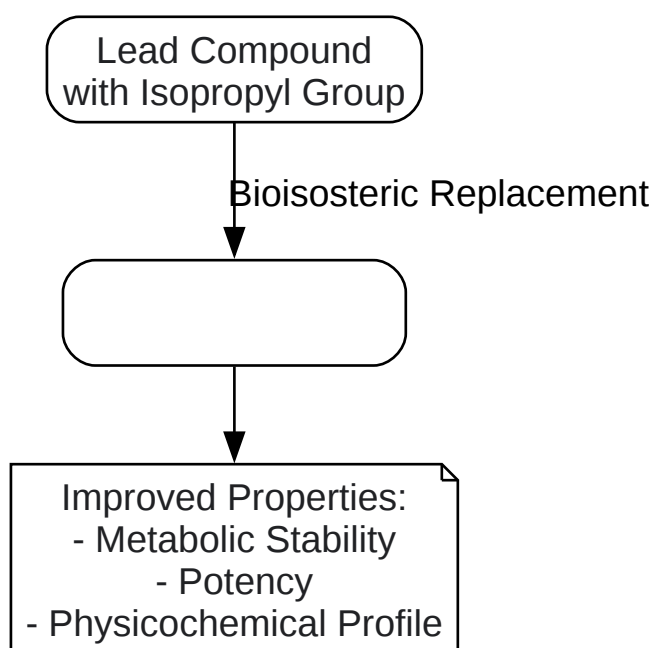 Lead Compound
with Isopropyl Group
Bioisosteric Replacement
Improved Properties:
- Metabolic Stability
- Potency
- Physicochemical Profile